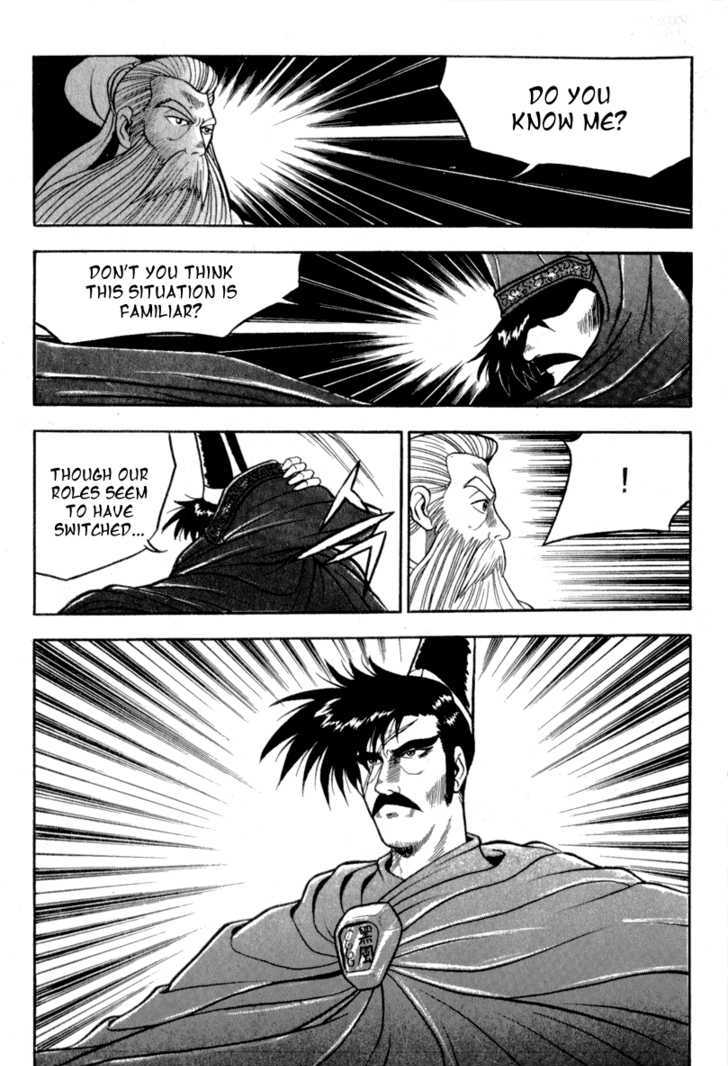 DO YOU
KNOW ME?
DON'T YOU THINK
THIS SITUATION IS
FAMILIAR?
THOUGH OUR
ROLES SEEM
TO HAVE
SWITCHED...
!